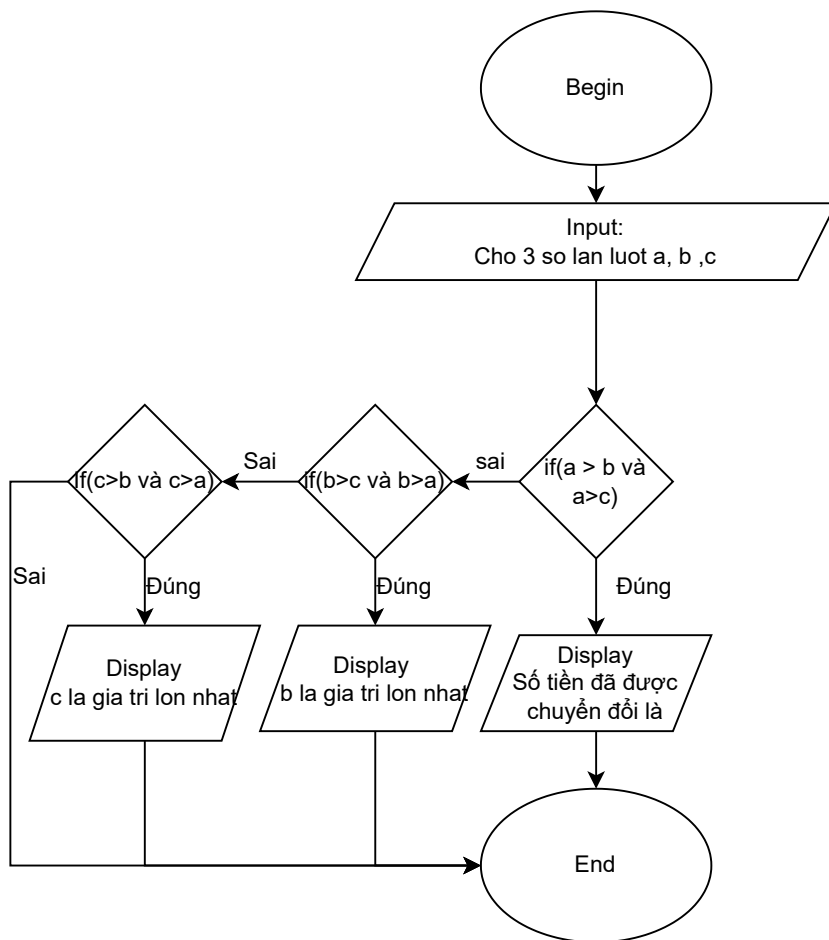 Begin
Input:
Cho 3 so lan luot a, b ,c
if(a > b và
a>c)
sai
if(b>c và b>a)
Sai
If(c>b và c>a)
Sai
Đúng
Đúng
Đúng
Display
c la gia tri lon nhat
Display
b la gia tri lon nhat
Display
Số tiền đã được
chuyển đổi là
End